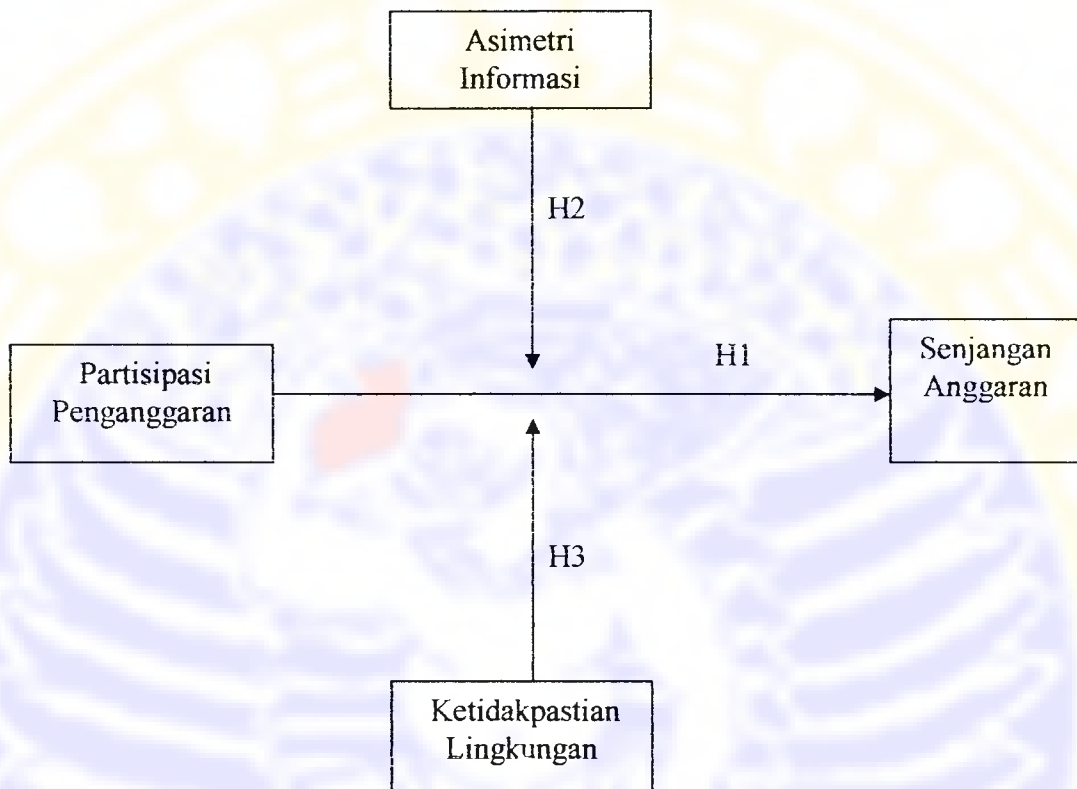 Asimetri
Informasi
H2
H1
Partisipasi
Penganggaran
Senjangan
Anggaran
H3
Ketidakpastian
Lingkungan